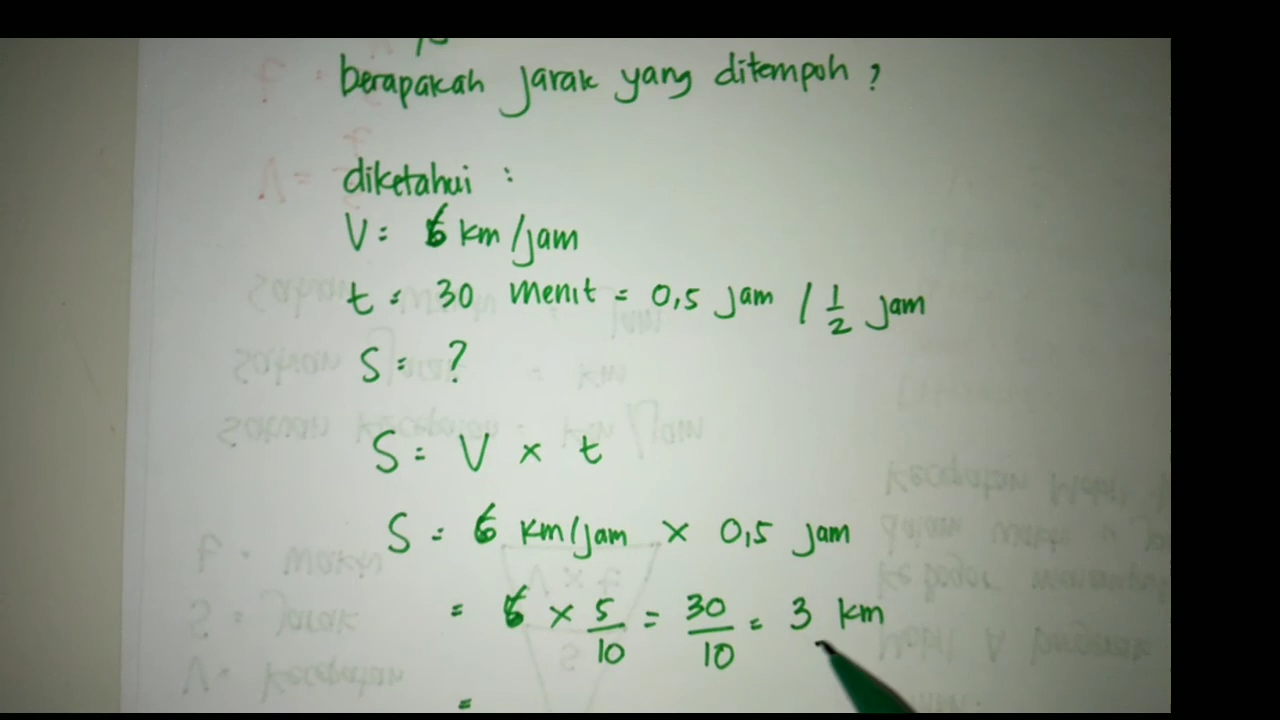 berapakah jarak yang ditempoh ?
diketahui :
V = 6 km/jam
t = 30 menit = 0,5 jam / 1/2 jam
S = ?
S = V × t
S = 6 km/jam × 0,5 jam
= 6 × 5/10 = 30/10 = 3 km
=